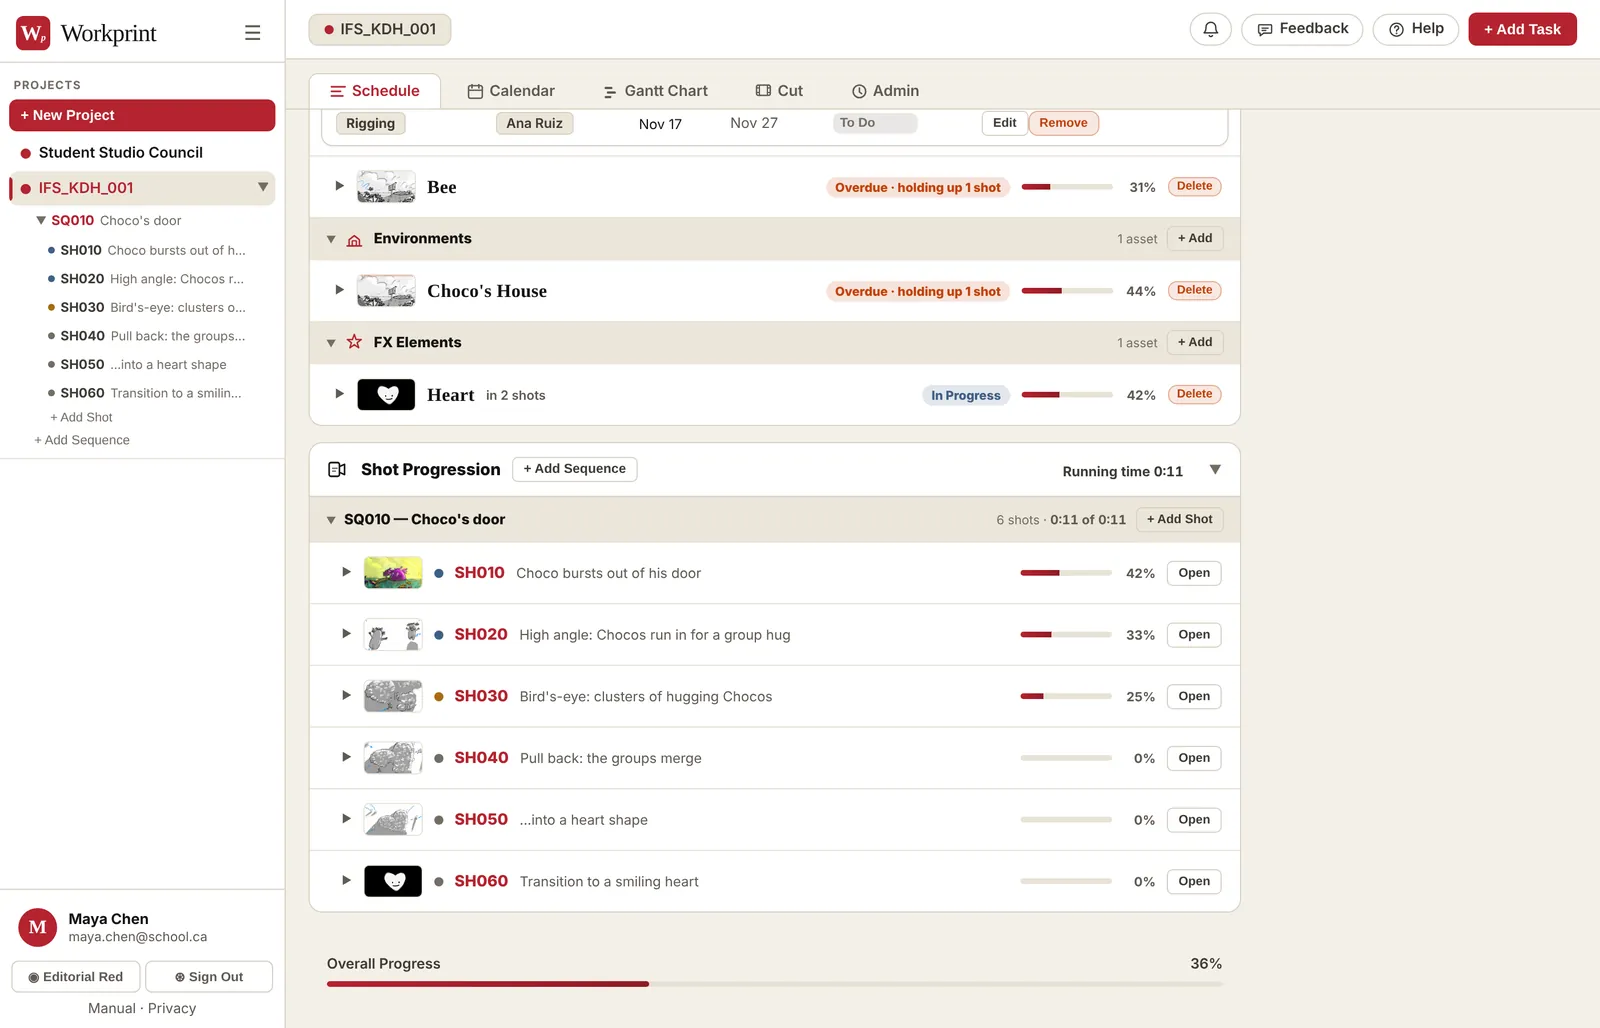 Wp Workprint
PROJECTS
+ New Project
Student Studio Council
IFS_KDH_001
SQ010 Choco's door
SH010 Choco bursts out of h...
SH020 High angle: Chocos r...
SH030 Bird's-eye: clusters o...
SH040 Pull back: the groups...
SH050 ...into a heart shape
SH060 Transition to a smilin...
+ Add Shot
+ Add Sequence
M
Maya Chen
maya.chen@school.ca
Editorial Red
Sign Out
Manual · Privacy
IFS_KDH_001
Feedback
Help
+ Add Task
Schedule
Calendar
Gantt Chart
Cut
Admin
Rigging Ana Ruiz Nov 17 Nov 27 To Do Edit Remove
Bee Overdue · holding up 1 shot 31% Delete
Environments 1 asset + Add
Choco's House Overdue · holding up 1 shot 44% Delete
FX Elements 1 asset + Add
Heart in 2 shots In Progress 42% Delete
Shot Progression + Add Sequence Running time 0:11
SQ010 — Choco's door 6 shots · 0:11 of 0:11 + Add Shot
SH010 Choco bursts out of his door 42% Open
SH020 High angle: Chocos run in for a group hug 33% Open
SH030 Bird's-eye: clusters of hugging Chocos 25% Open
SH040 Pull back: the groups merge 0% Open
SH050 ...into a heart shape 0% Open
SH060 Transition to a smiling heart 0% Open
Overall Progress 36%